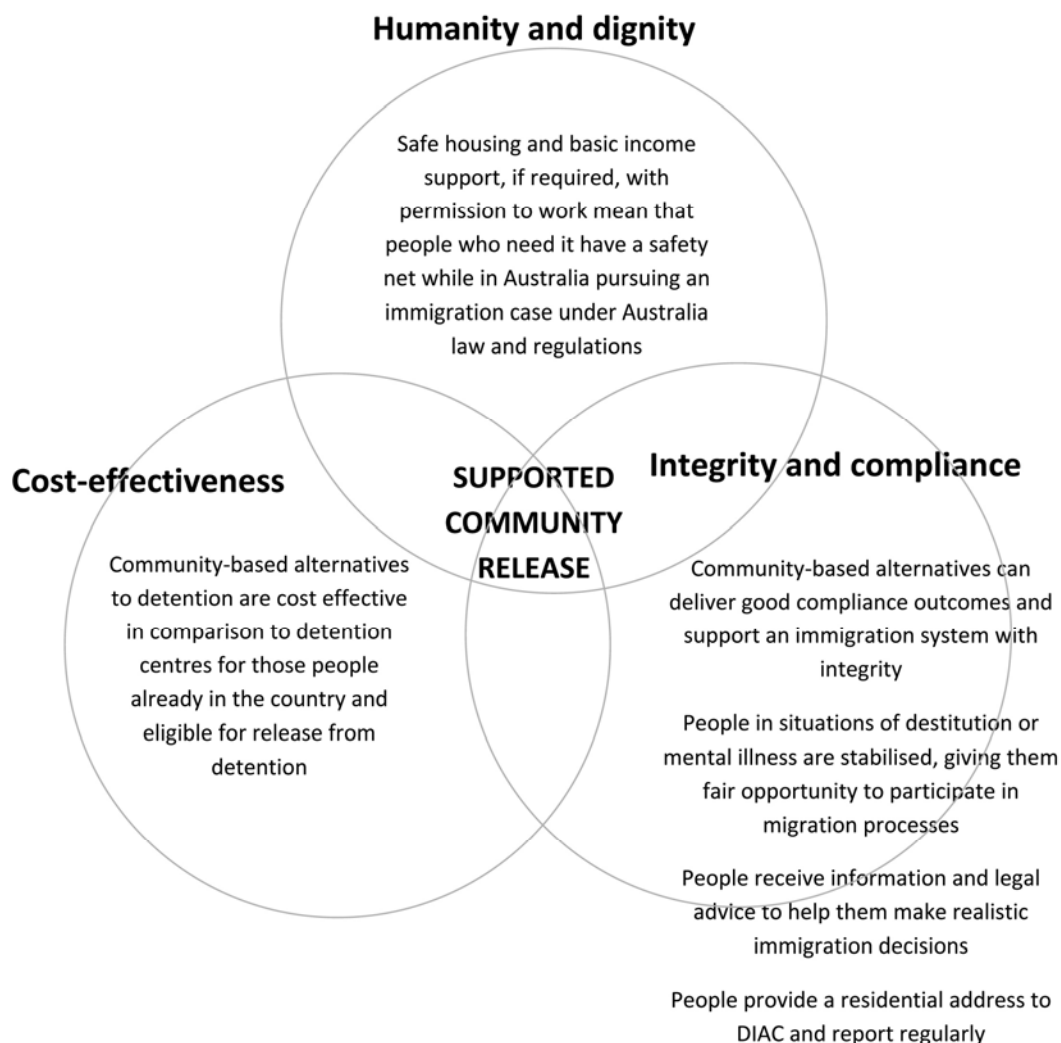 Humanity and dignity
Safe housing and basic income
support, if required, with
permission to work mean that
people who need it have a safety
net while in Australia pursuing an
immigration case under Australia
law and regulations
Cost-effectiveness
Community-based alternatives
to detention are cost effective
in comparison to detention
centres for those people
already in the country and
eligible for release from
detention
SUPPORTED
COMMUNITY
RELEASE
Integrity and compliance
Community-based alternatives can
deliver good compliance outcomes and
support an immigration system with
integrity
People in situations of destitution or
mental illness are stabilised, giving them
fair opportunity to participate in
migration processes
People receive information and legal
advice to help them make realistic
immigration decisions
People provide a residential address to
DIAC and report regularly